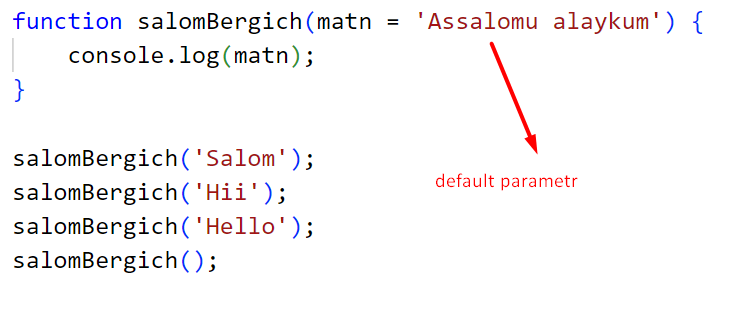 function salomBergich(matn = 'Assalomu alaykum') {
    console.log(matn);
}
default parametr
salomBergich('Salom');
salomBergich('Hii');
salomBergich('Hello');
salomBergich();